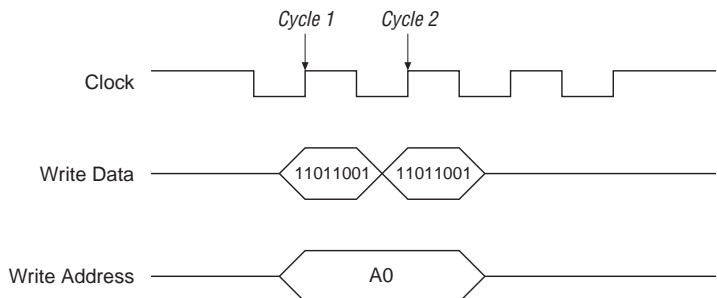 Cycle 1 Cycle 2
Clock
Write Data 11011001 11011001
Write Address A0